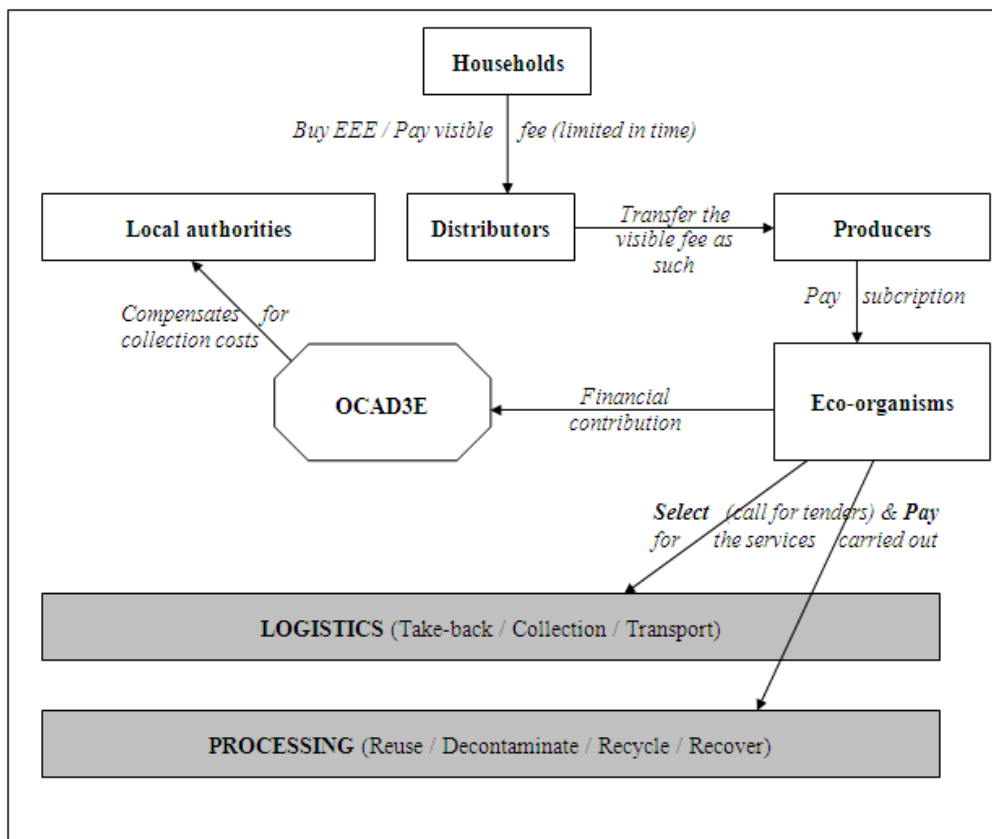 Households
Buy EEE / Pay visible fee (limited in time)
Local authorities
Distributors
Transfer the
visible fee as
such
Producers
Pay subcription
Compensates for
collection costs
OCAD3E
Financial
contribution
Eco-organisms
Select (call for tenders) & Pay
for the services carried out
LOGISTICS (Take-back / Collection / Transport)
PROCESSING (Reuse / Decontaminate / Recycle / Recover)